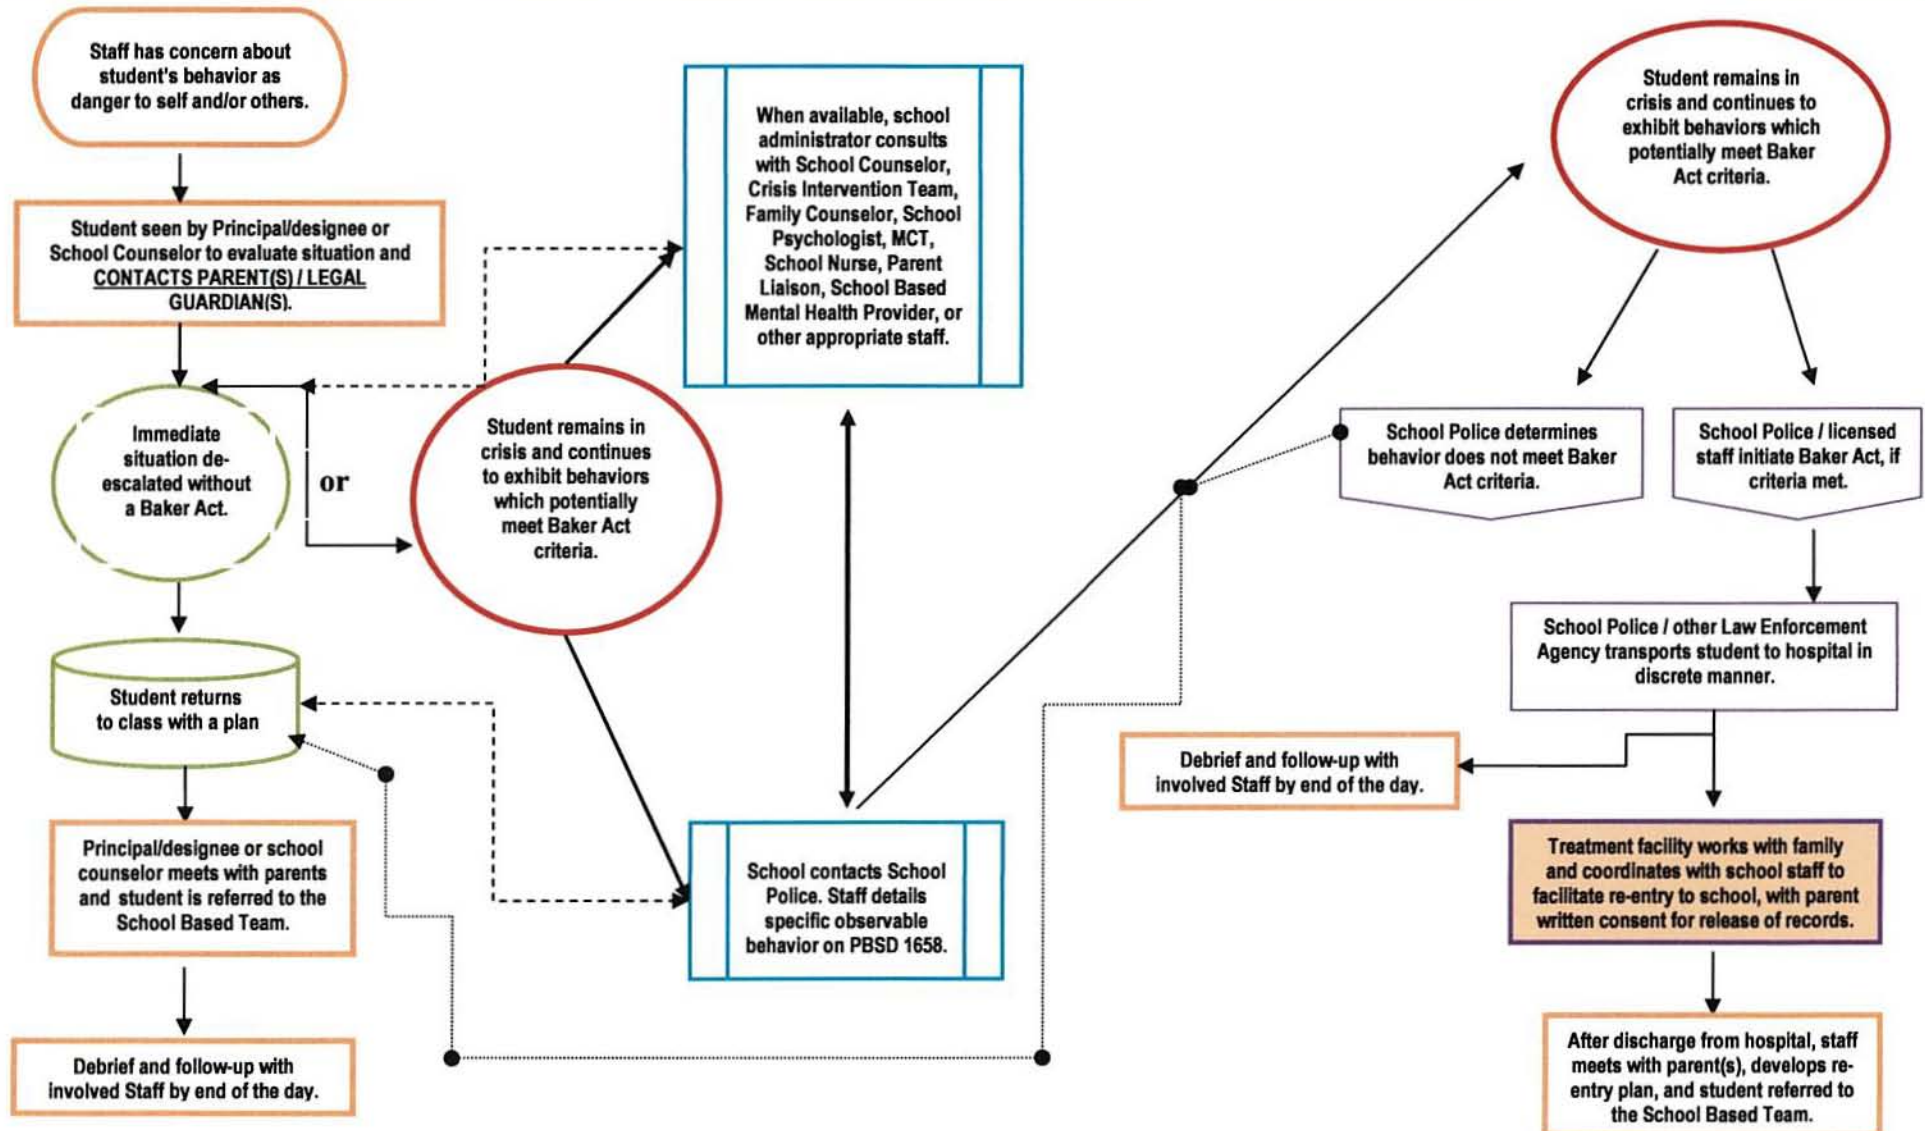 Staff has concern about
student's behavior as
danger to self and/or others.
Student seen by Principal/designee or
School Counselor to evaluate situation and
CONTACTS PARENT(S) / LEGAL
GUARDIAN(S).
Immediate
situation de-
escalated without
a Baker Act.
or
Student returns
to class with a plan
Principal/designee or school
counselor meets with parents
and student is referred to the
School Based Team.
Debrief and follow-up with
involved Staff by end of the day.
Student remains in
crisis and continues
to exhibit behaviors
which potentially
meet Baker Act
criteria.
When available, school
administrator consults
with School Counselor,
Crisis Intervention Team,
Family Counselor, School
Psychologist, MCT,
School Nurse, Parent
Liaison, School Based
Mental Health Provider, or
other appropriate staff.
School contacts School
Police. Staff details
specific observable
behavior on PBSD 1658.
Student remains in
crisis and continues to
exhibit behaviors which
potentially meet Baker
Act criteria.
School Police determines
behavior does not meet Baker
Act criteria.
School Police / licensed
staff initiate Baker Act, if
criteria met.
School Police / other Law Enforcement
Agency transports student to hospital in
discrete manner.
Debrief and follow-up with
involved Staff by end of the day.
Treatment facility works with family
and coordinates with school staff to
facilitate re-entry to school, with parent
written consent for release of records.
After discharge from hospital, staff
meets with parent(s), develops re-
entry plan, and student referred to
the School Based Team.